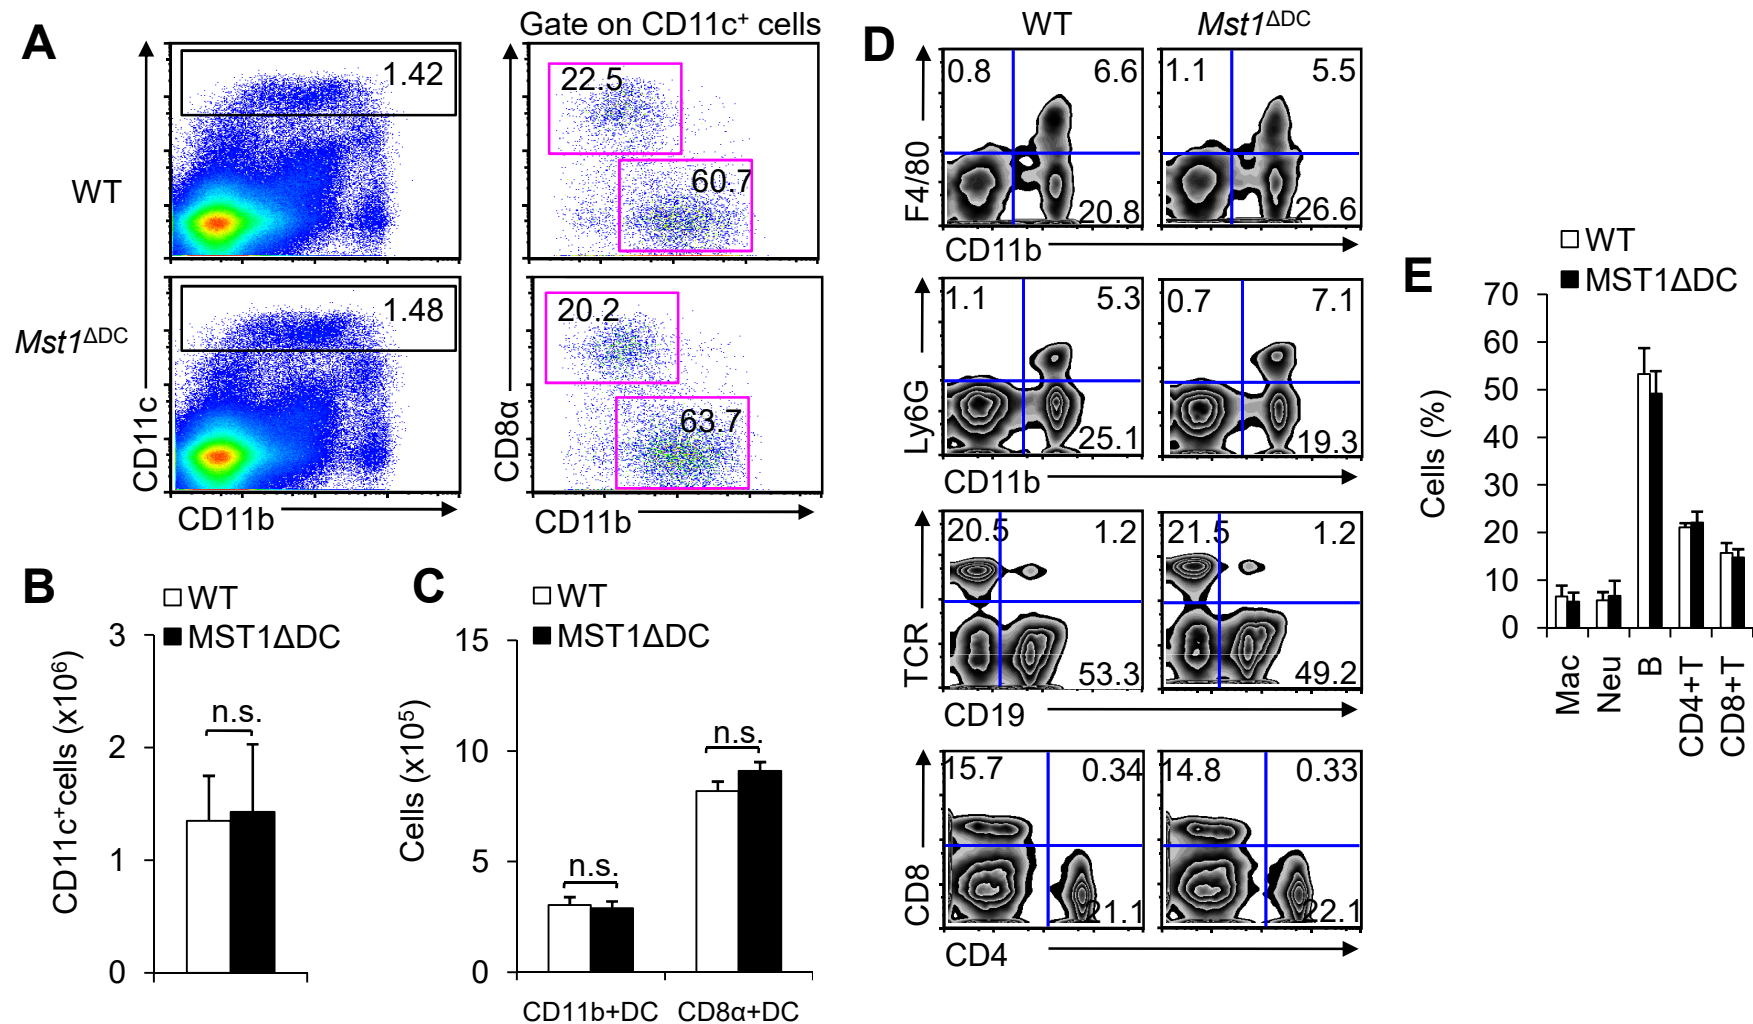 A
Gate on CD11c⁺ cells
WT
1.42
22.5
60.7
Mst1ΔDC
1.48
20.2
63.7
CD11c
CD8α
CD11b
CD11b
B
WT
MST1ΔDC
n.s.
CD11c⁺cells (x10⁶)
3
2
1
0
C
WT
MST1ΔDC
n.s.
n.s.
Cells (x10⁵)
15
10
5
0
CD11b+DC
CD8α+DC
D
WT
Mst1ΔDC
0.8
6.6
20.8
1.1
5.5
26.6
F4/80
CD11b
1.1
5.3
25.1
0.7
7.1
19.3
Ly6G
CD11b
20.5
1.2
53.3
21.5
1.2
49.2
TCR
CD19
15.7
0.34
21.1
14.8
0.33
22.1
CD8
CD4
E
WT
MST1ΔDC
Cells (%)
70
60
50
40
30
20
10
0
Mac
Neu
B
CD4+T
CD8+T